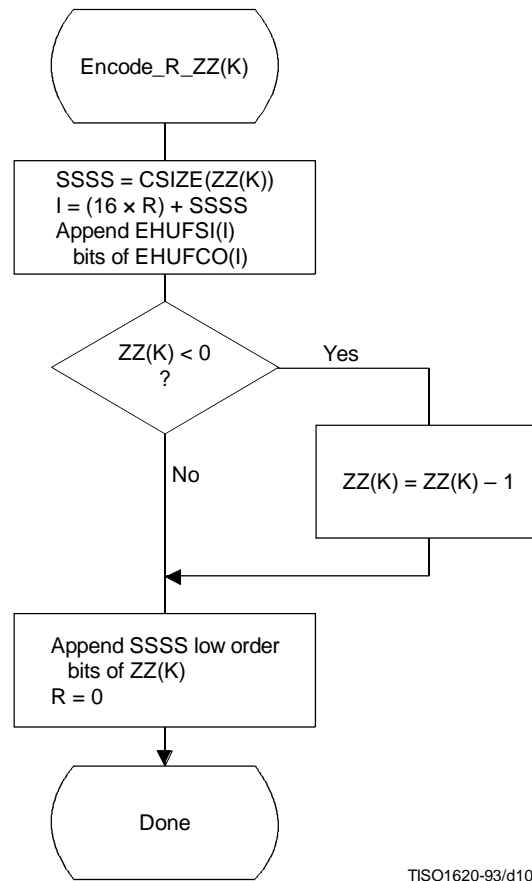 Encode_R_ZZ(K)
SSSS = CSIZE(ZZ(K))
I = (16 × R) + SSSS
Append EHUFSI(I)
bits of EHUFCO(I)
ZZ(K) < 0
?
Yes
No
ZZ(K) = ZZ(K) – 1
Append SSSS low order
bits of ZZ(K)
R = 0
Done
TISO1620-93/d10